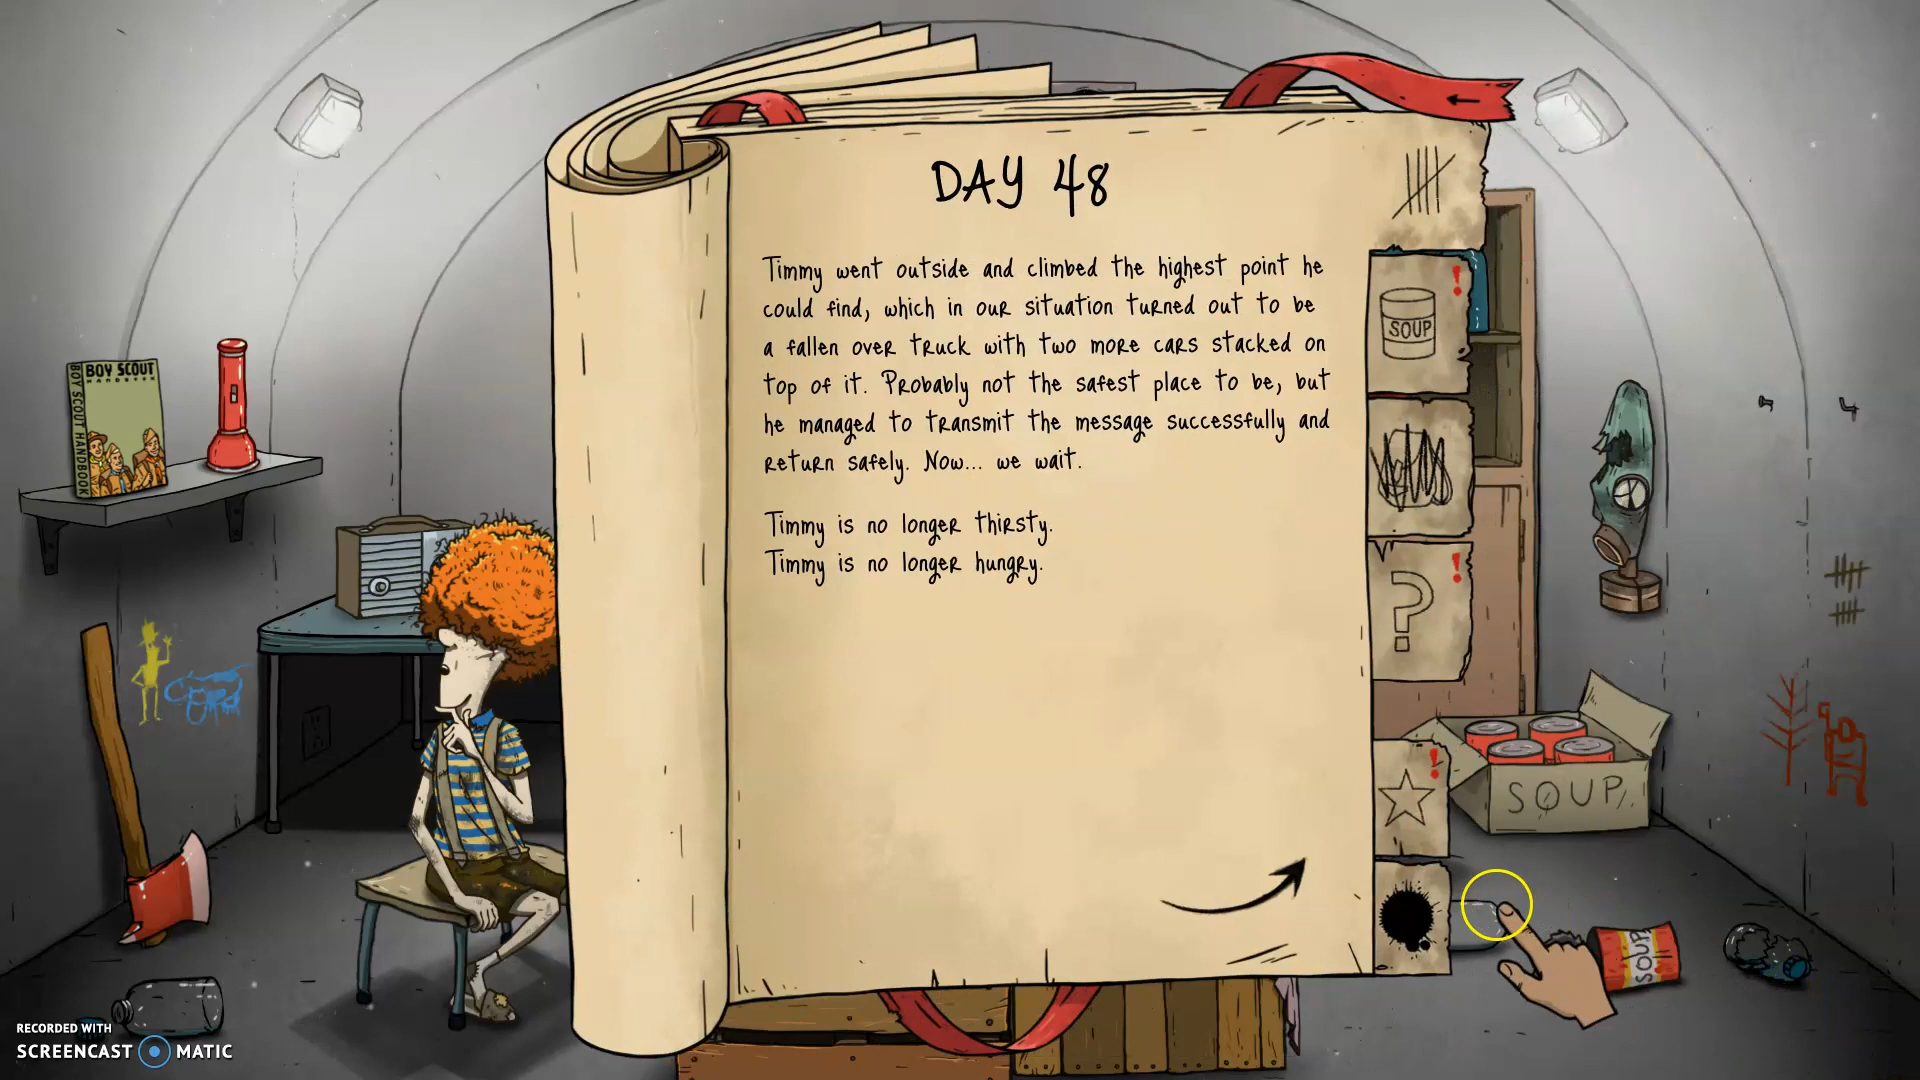 DAY 48
Timmy went outside and climbed the highest point he
could find, which in our situation turned out to be
a fallen over truck with two more cars stacked on
top of it. Probably not the safest place to be, but
he managed to transmit the message successfully and
return safely. Now... we wait.
Timmy is no longer thirsty.
Timmy is no longer hungry.
!
SOUP
!
?
!
BOY SCOUT
HANDBOOK
BOY SCOUT HANDBOOK
SOUP
SOUP
RECORDED WITH
SCREENCAST MATIC